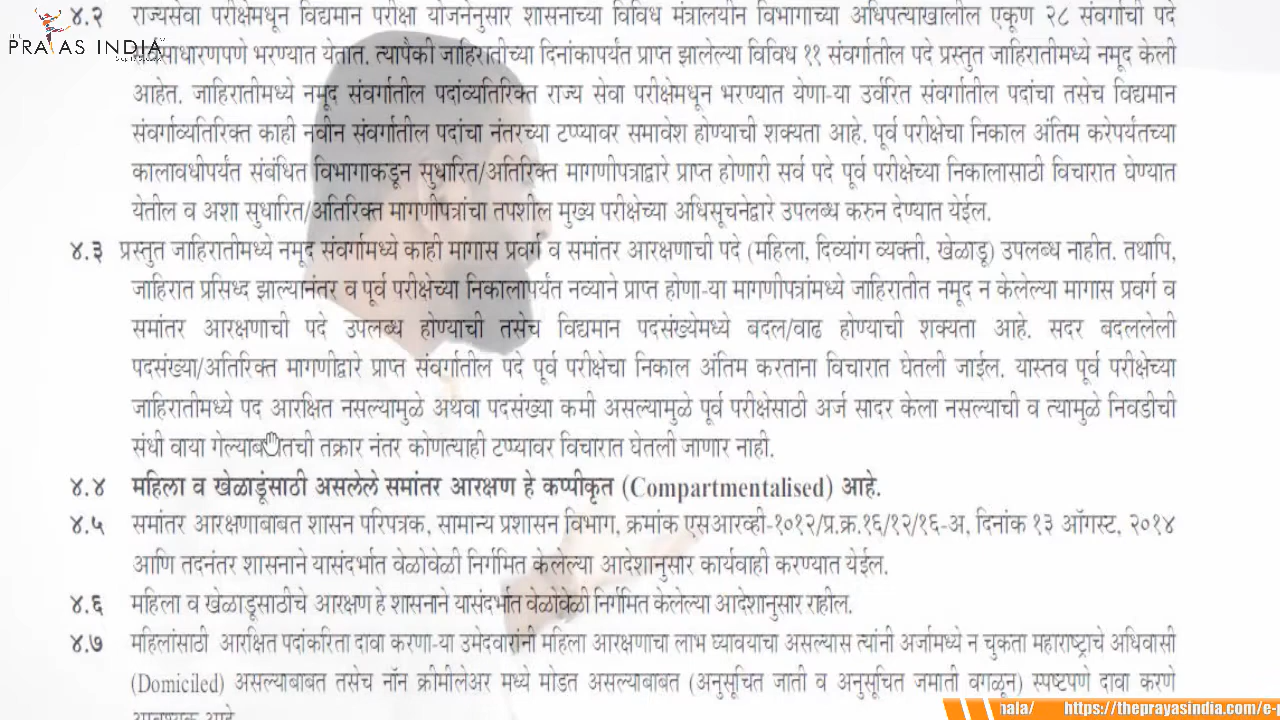 THE
PRAYAS INDIA
४.२ राज्यसेवा परीक्षेमधून विद्यमान परीक्षा योजनेनुसार शासनाच्या विविध मंत्रालयीन विभागाच्या अधिपत्याखालील एकूण २८ संवर्गाची पदे
सर्वसाधारणपणे भरण्यात येतात. त्यापैकी जाहिरातीच्या दिनांकापर्यंत प्राप्त झालेल्या विविध ११ संवर्गातील पदे प्रस्तुत जाहिरातीमध्ये नमूद केली
आहेत. जाहिरातीमध्ये नमूद संवर्गातील पदांव्यतिरिक्त राज्य सेवा परीक्षेमधून भरण्यात येणा-या उर्वरित संवर्गातील पदांचा तसेच विद्यमान
संवर्गाव्यतिरिक्त काही नवीन संवर्गातील पदांचा नंतरच्या टप्प्यावर समावेश होण्याची शक्यता आहे. पूर्व परीक्षेचा निकाल अंतिम करेपर्यंतच्या
कालावधीपर्यंत संबंधित विभागाकडून सुधारित/अतिरिक्त मागणीपत्राद्वारे प्राप्त होणारी सर्व पदे पूर्व परीक्षेच्या निकालासाठी विचारात घेण्यात
येतील व अशा सुधारित/अतिरिक्त मागणीपत्रांचा तपशील मुख्य परीक्षेच्या अधिसूचनेद्वारे उपलब्ध करुन देण्यात येईल.
४.३ प्रस्तुत जाहिरातीमध्ये नमूद संवर्गामध्ये काही मागास प्रवर्ग व समांतर आरक्षणाची पदे (महिला, दिव्यांग व्यक्ती, खेळाडू) उपलब्ध नाहीत. तथापि,
जाहिरात प्रसिध्द झाल्यानंतर व पूर्व परीक्षेच्या निकालापर्यंत नव्याने प्राप्त होणा-या मागणीपत्रांमध्ये जाहिरातीत नमूद न केलेल्या मागास प्रवर्ग व
समांतर आरक्षणाची पदे उपलब्ध होण्याची तसेच विद्यमान पदसंख्येमध्ये बदल/वाढ होण्याची शक्यता आहे. सदर बदललेली
पदसंख्या/अतिरिक्त मागणीद्वारे प्राप्त संवर्गातील पदे पूर्व परीक्षेचा निकाल अंतिम करताना विचारात घेतली जाईल. यास्तव पूर्व परीक्षेच्या
जाहिरातीमध्ये पद आरक्षित नसल्यामुळे अथवा पदसंख्या कमी असल्यामुळे पूर्व परीक्षेसाठी अर्ज सादर केला नसल्याची व त्यामुळे निवडीची
संधी वाया गेल्याबाबतची तक्रार नंतर कोणत्याही टप्प्यावर विचारात घेतली जाणार नाही.
४.४ महिला व खेळाडूंसाठी असलेले समांतर आरक्षण हे कप्पीकृत (Compartmentalised) आहे.
४.५ समांतर आरक्षणाबाबत शासन परिपत्रक, सामान्य प्रशासन विभाग, क्रमांक एसआरव्ही-१०१२/प्र.क्र.१६/१२/१६-अ, दिनांक १३ ऑगस्ट, २०१४
आणि तदनंतर शासनाने यासंदर्भात वेळोवेळी निर्गमित केलेल्या आदेशानुसार कार्यवाही करण्यात येईल.
४.६ महिला व खेळाडूसाठीचे आरक्षण हे शासनाने यासंदर्भात वेळोवेळी निर्गमित केलेल्या आदेशानुसार राहील.
४.७ महिलांसाठी आरक्षित पदांकरिता दावा करणा-या उमेदवारांनी महिला आरक्षणाचा लाभ घ्यावयाचा असल्यास त्यांनी अर्जामध्ये न चुकता महाराष्ट्राचे अधिवासी
(Domiciled) असल्याबाबत तसेच नॉन क्रीमीलेअर मध्ये मोडत असल्याबाबत (अनुसूचित जाती व अनुसूचित जमाती वगळून) स्पष्टपणे दावा करणे
आवश्यक आहे
nala/ https://theprayasindia.com/e-p